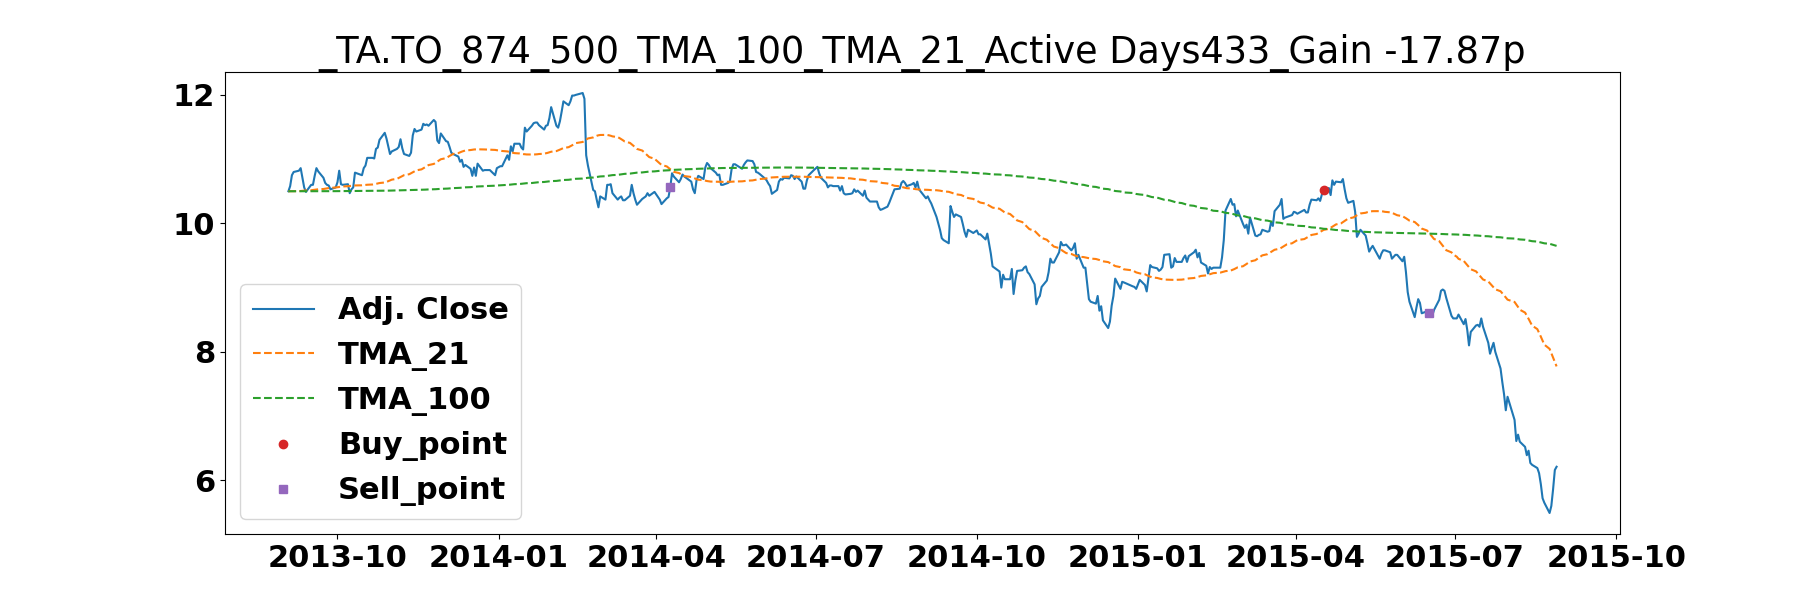 _TA.TO_874_500_TMA_100_TMA_21_Active Days433_Gain -17.87p
12
10
8
6
Adj. Close
TMA_21
TMA_100
Buy_point
Sell_point
2013-10 2014-01 2014-04 2014-07 2014-10 2015-01 2015-04 2015-07 2015-10